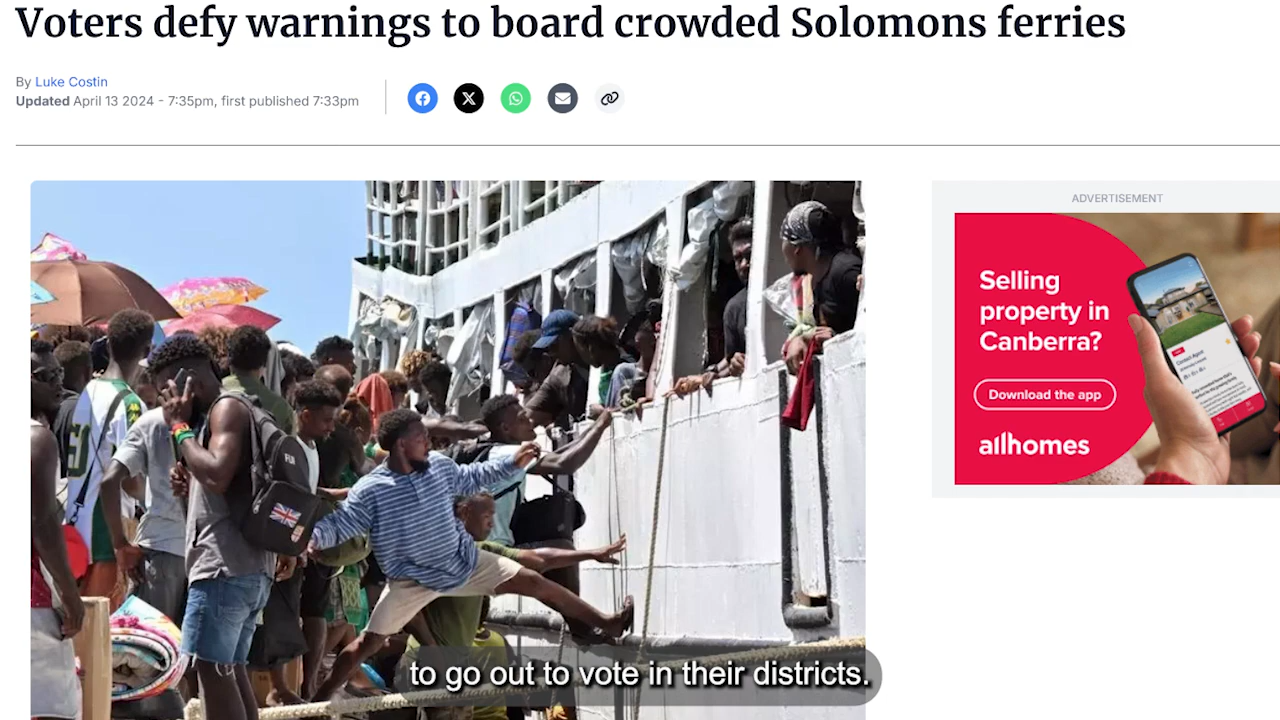 Voters defy warnings to board crowded Solomons ferries
By Luke Costin
Updated April 13 2024 - 7:35pm, first published 7:33pm
ADVERTISEMENT
Selling
property in
Canberra?
Download the app
allhomes
FIJI
to go out to vote in their districts.